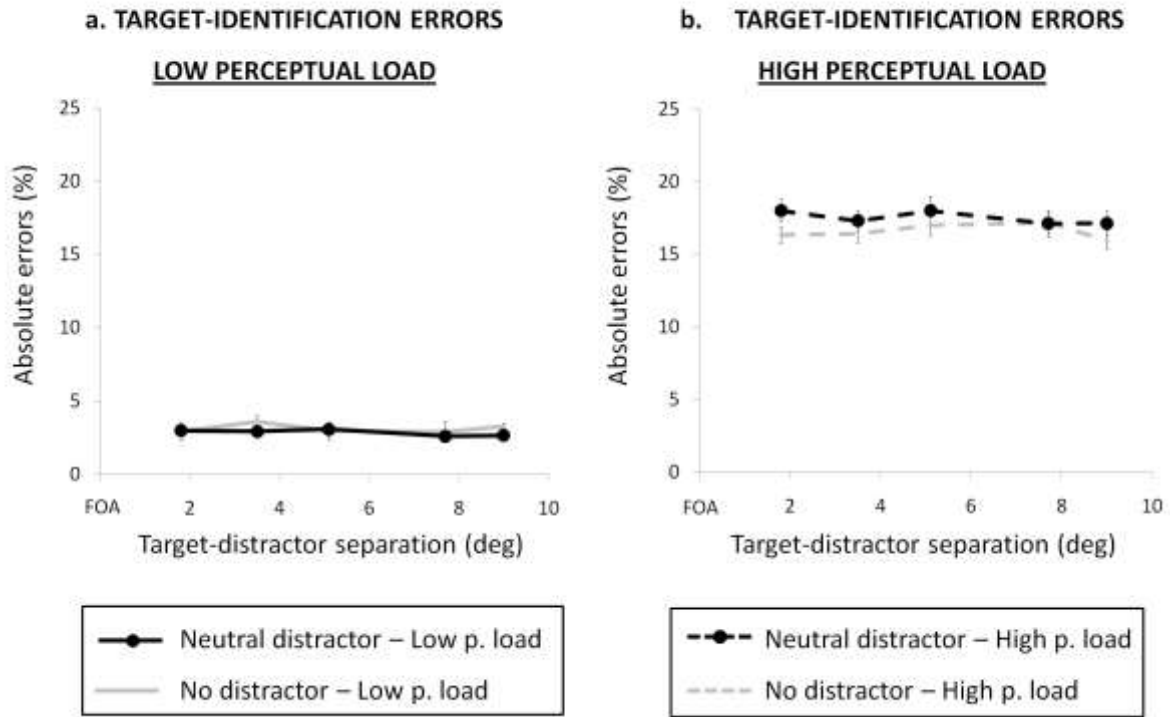 a. TARGET-IDENTIFICATION ERRORS
LOW PERCEPTUAL LOAD
25
20
15
10
5
0
Absolute errors (%)
FOA 2 4 6 8 10
Target-distractor separation (deg)
Neutral distractor – Low p. load
No distractor – Low p. load
b. TARGET-IDENTIFICATION ERRORS
HIGH PERCEPTUAL LOAD
25
20
15
10
5
0
Absolute errors (%)
FOA 2 4 6 8 10
Target-distractor separation (deg)
Neutral distractor – High p. load
No distractor – High p. load